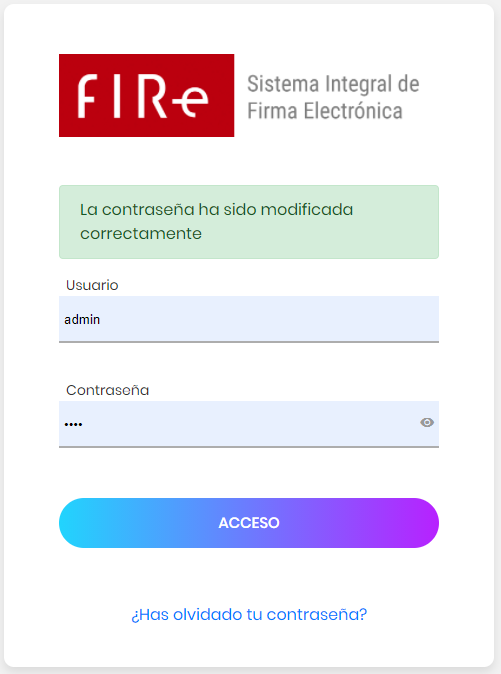 FIRe
Sistema Integral de
Firma Electrónica
La contraseña ha sido modificada
correctamente
Usuario
admin
Contraseña
••••
ACCESO
¿Has olvidado tu contraseña?